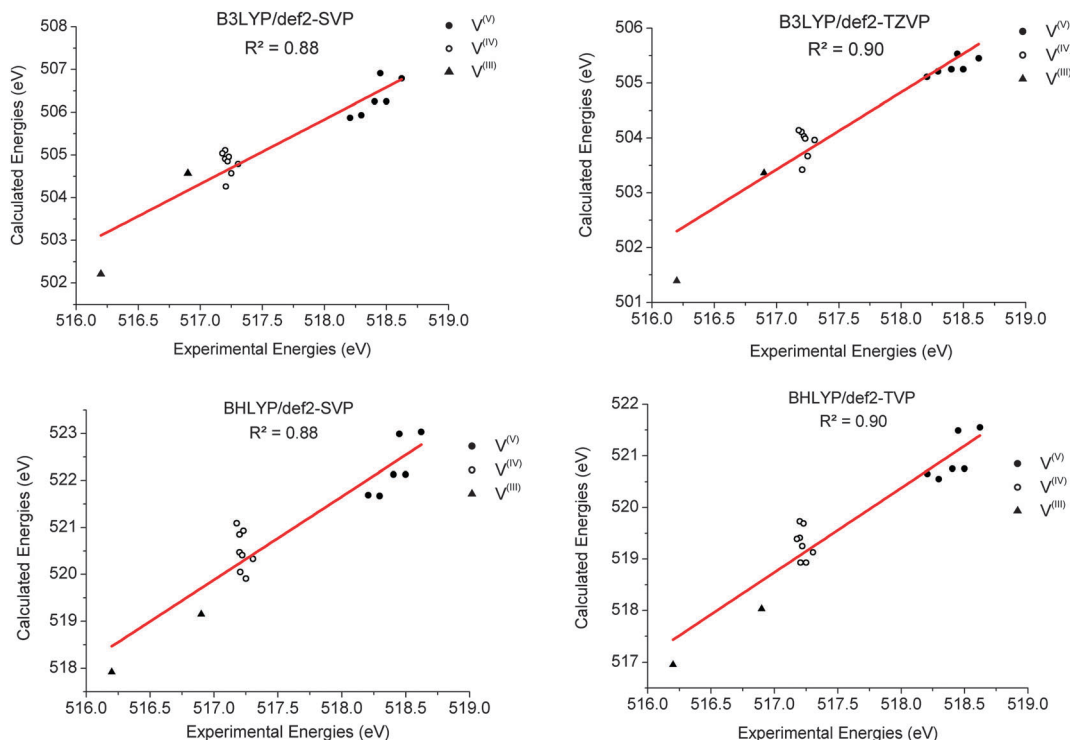 B3LYP/def2-SVP
R² = 0.88
V(V)
V(IV)
V(III)
508
507
506
505
504
503
502
Calculated Energies (eV)
516.0 516.5 517.0 517.5 518.0 518.5 519.0
Experimental Energies (eV)
B3LYP/def2-TZVP
R² = 0.90
V(V)
V(IV
V(III)
506
505
504
503
502
501
Calculated Energies (eV)
516.0 516.5 517.0 517.5 518.0 518.5 519.0
Experimental Energies (eV)
BHLYP/def2-SVP
R² = 0.88
V(V)
V(IV)
V(III)
523
522
521
520
519
518
Calculated Energies (eV)
516.0 516.5 517.0 517.5 518.0 518.5 519.0
Experimental Energies (eV)
BHLYP/def2-TVP
R² = 0.90
V(V)
V(IV)
V(III)
522
521
520
519
518
517
Calculated Energies (eV)
516.0 516.5 517.0 517.5 518.0 518.5 519.0
Experimental Energies (eV)